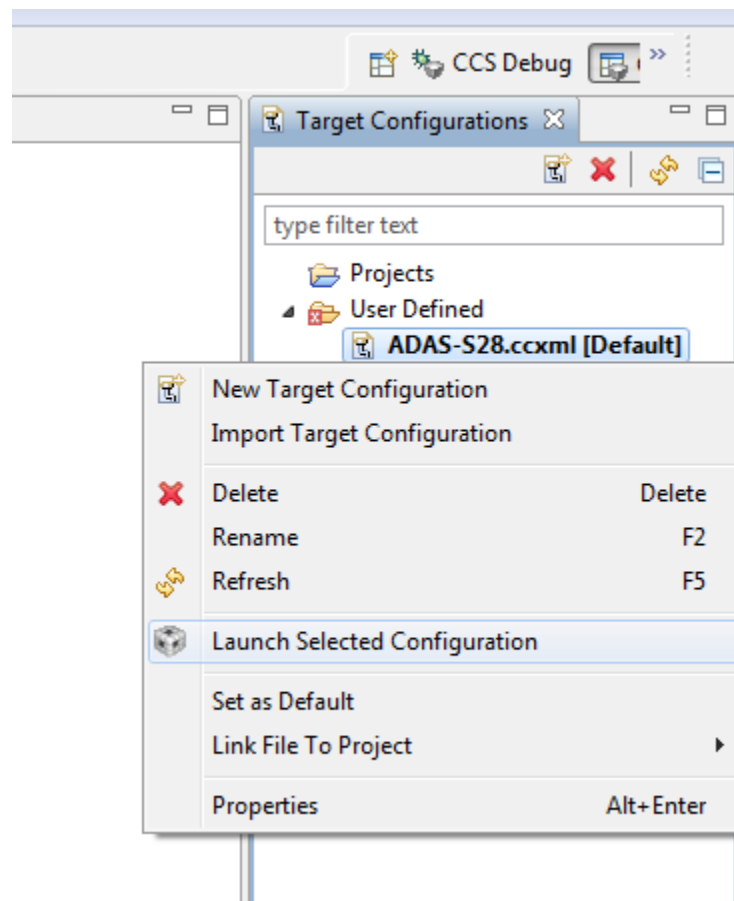 CCS Debug
Target Configurations
type filter text
Projects
User Defined
ADAS-S28.ccxml [Default]
New Target Configuration
Import Target Configuration
Delete Delete
Rename F2
Refresh F5
Launch Selected Configuration
Set as Default
Link File To Project
Properties Alt+Enter